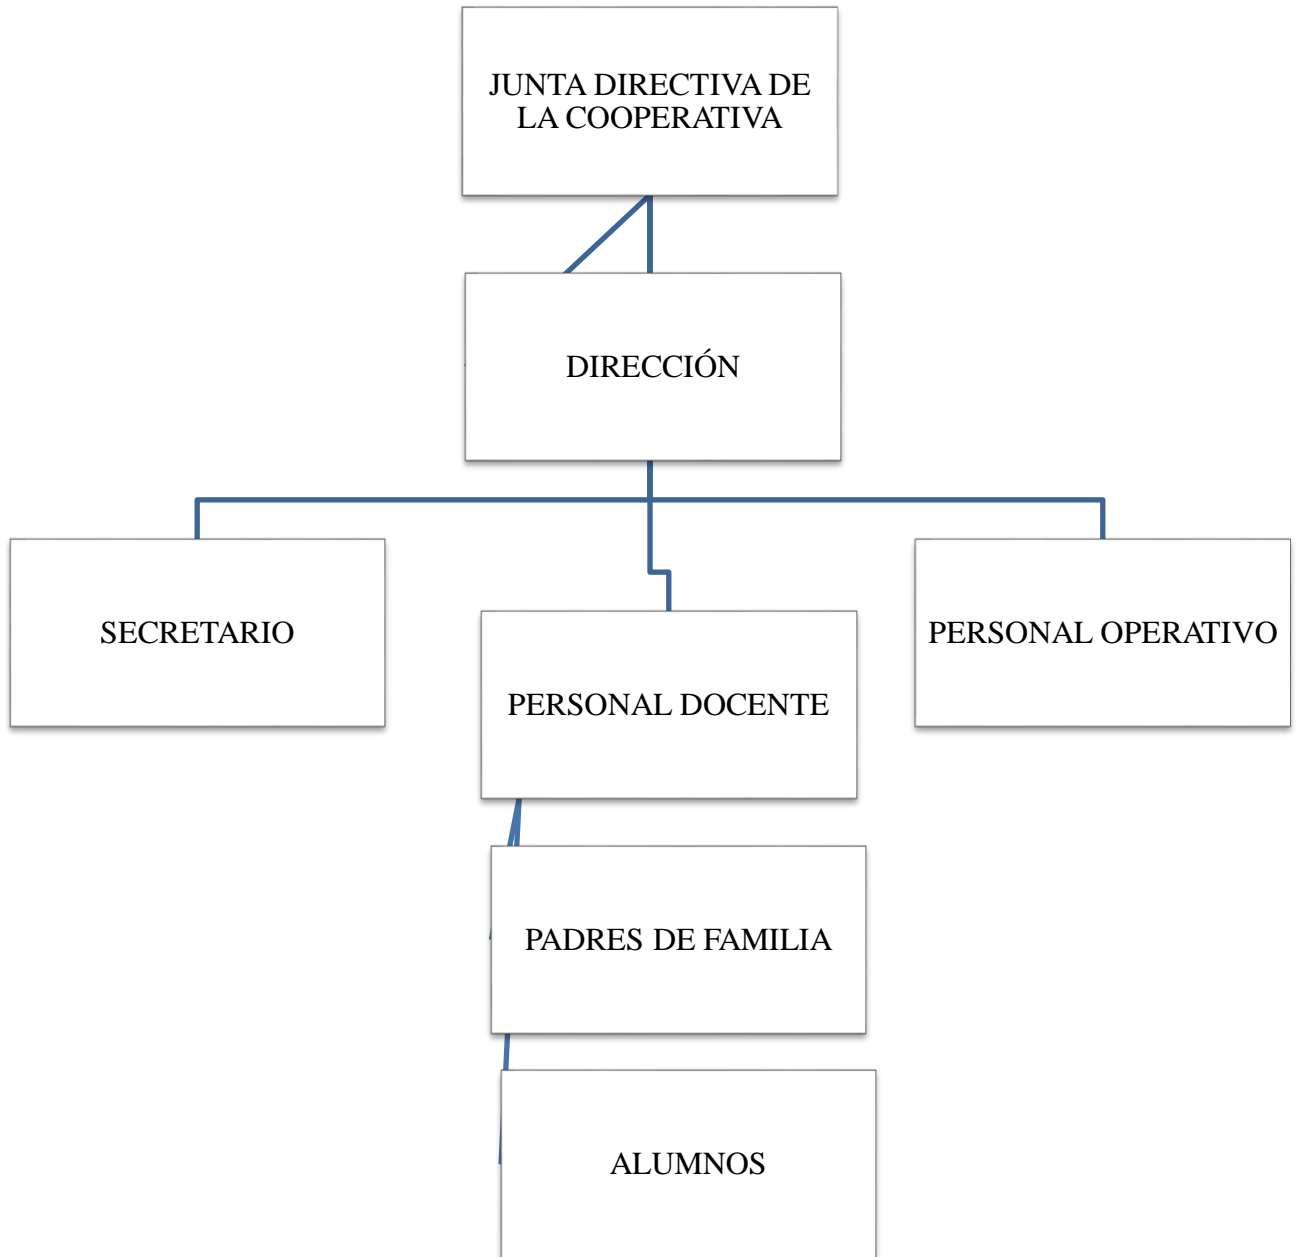 JUNTA DIRECTIVA DE
LA COOPERATIVA
DIRECCIÓN
SECRETARIO
PERSONAL OPERATIVO
PERSONAL DOCENTE
PADRES DE FAMILIA
ALUMNOS